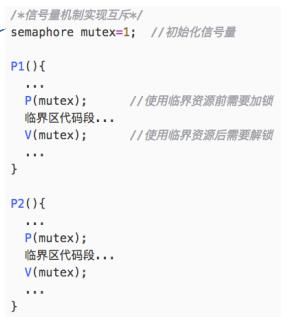 /*信号量机制实现互斥*/
semaphore mutex=1; //初始化信号量
P1(){
...
P(mutex); //使用临界资源前需要加锁
临界区代码段...
V(mutex); //使用临界资源后需要解锁
...
}
P2(){
...
P(mutex);
临界区代码段...
V(mutex);
...
}